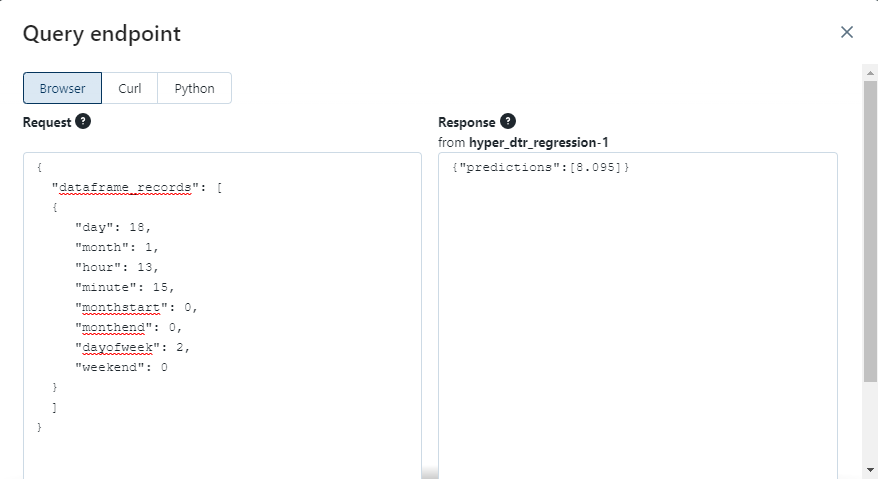 Query endpoint
Browser
Curl
Python
Request ?
{
"dataframe_records": [
{
"day": 18,
"month": 1,
"hour": 13,
"minute": 15,
"monthstart": 0,
"monthend": 0,
"dayofweek": 2,
"weekend": 0
}
]
}
Response ?
from hyper_dtr_regression-1
{"predictions":[8.095]}